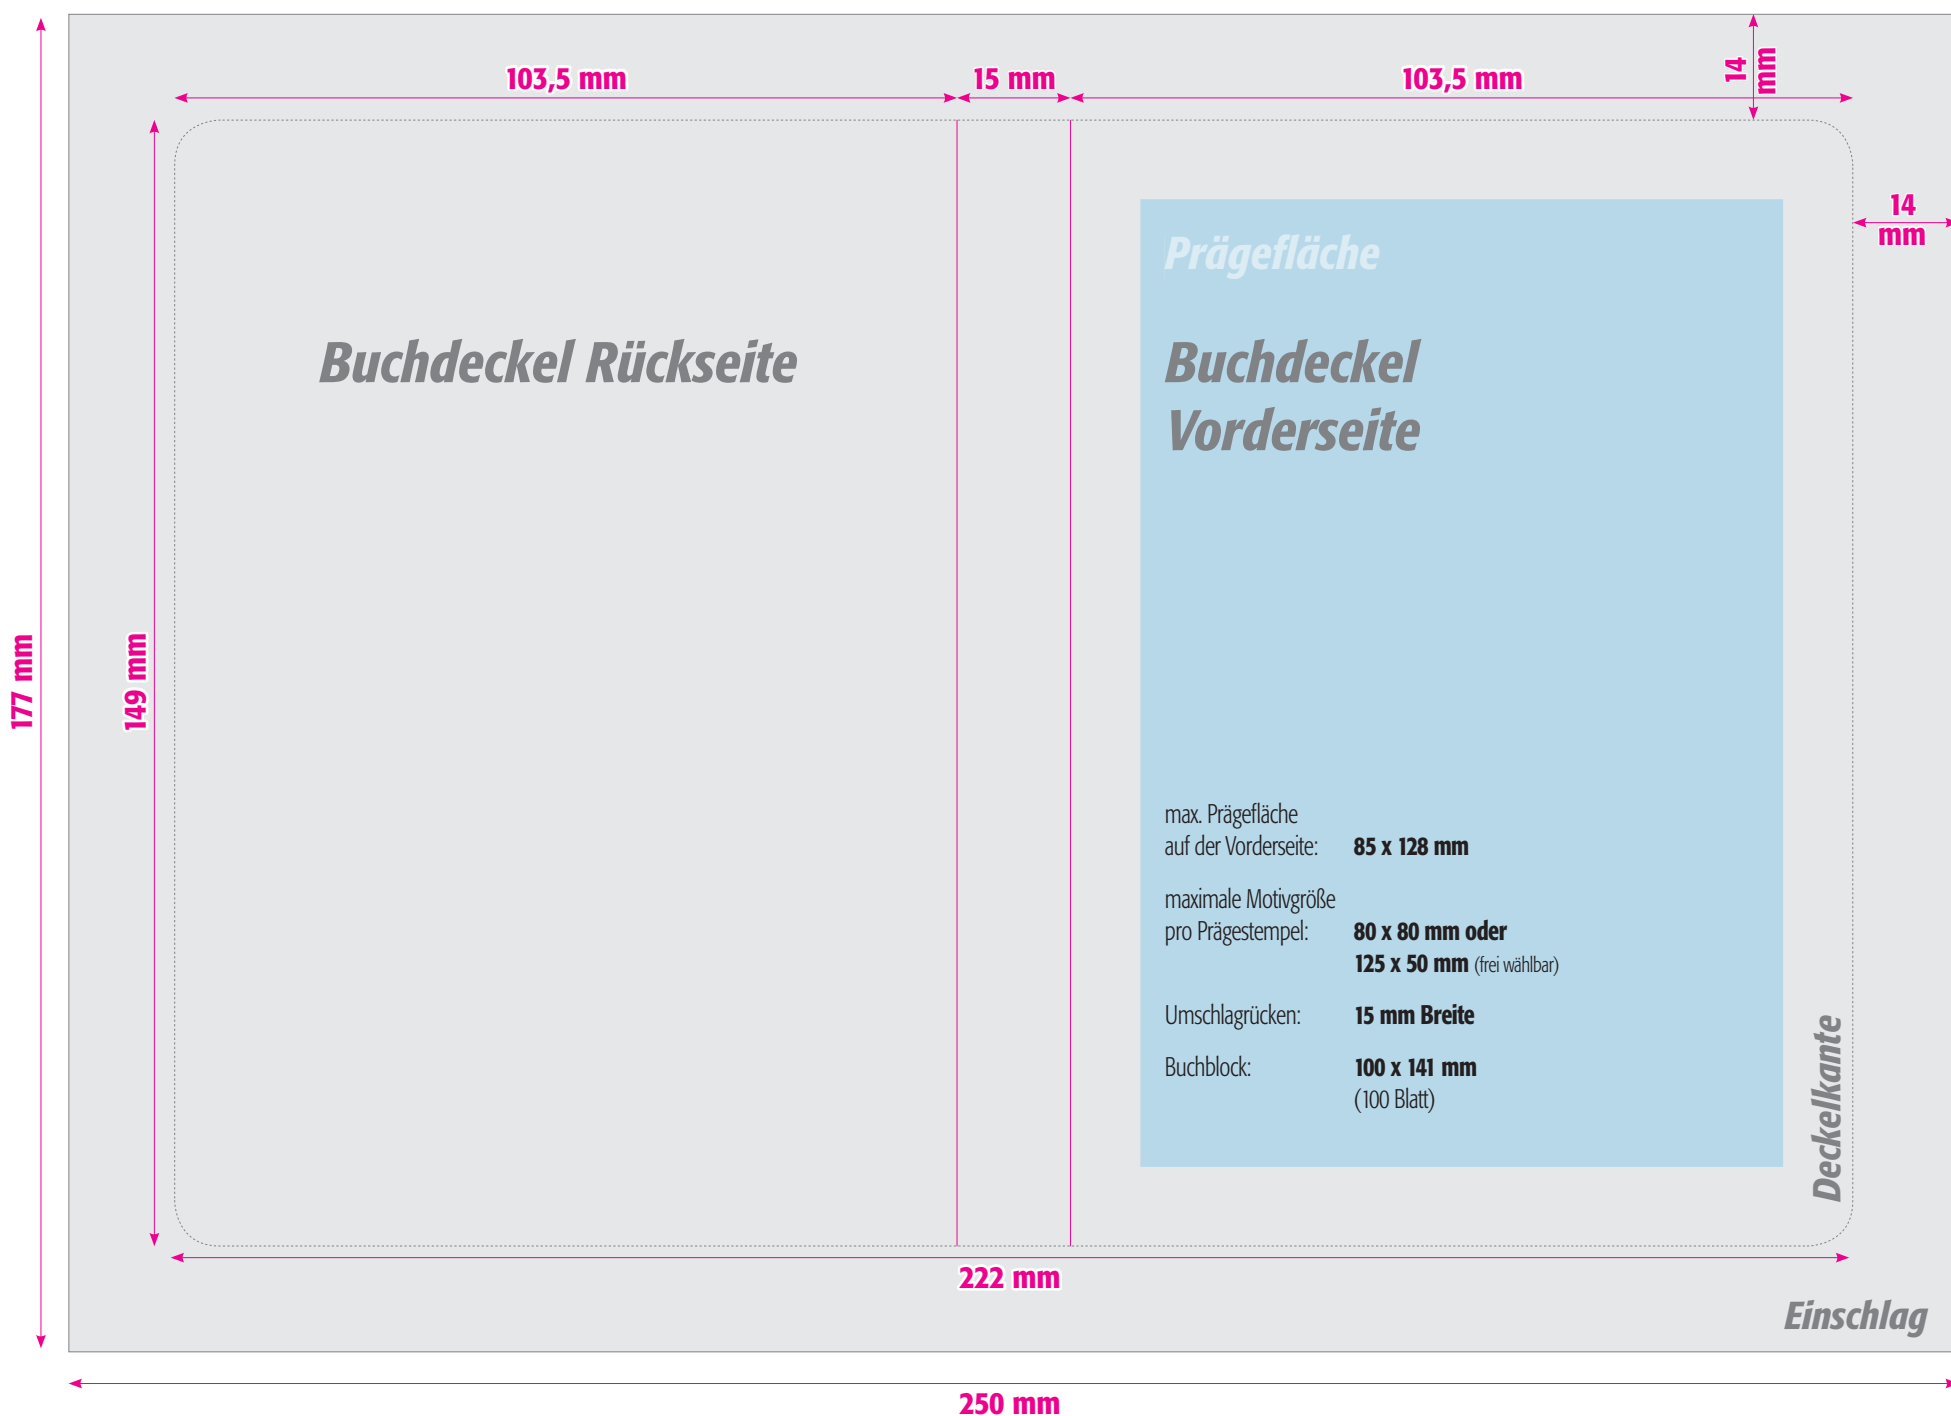 103,5 mm
15 mm
103,5 mm
14
mm
14
mm
Prägefläche
Buchdeckel Rückseite
Buchdeckel
Vorderseite
177 mm
149 mm
max. Prägefläche
auf der Vorderseite: 85 x 128 mm
maximale Motivgröße
pro Prägestempel: 80 x 80 mm oder
125 x 50 mm (frei wählbar)
Umschlagrücken: 15 mm Breite
Buchblock: 100 x 141 mm
(100 Blatt)
Deckelkante
222 mm
Einschlag
250 mm